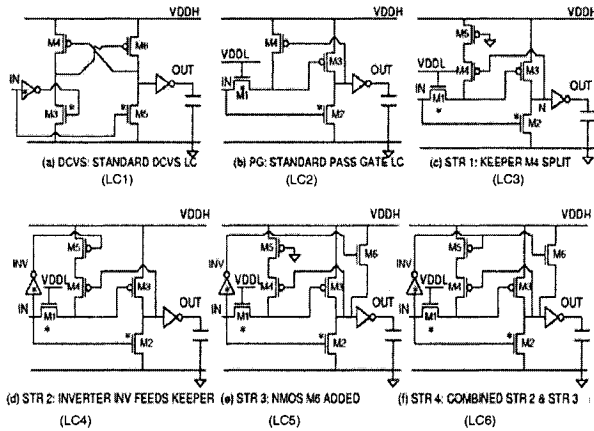 VDDH
M4
M6
IN
OUT
M3
*
M5
*
*
(a) DCVS: STANDARD DCVS LC
(LC1)
VDDH
M4
VDDL
M3
IN
OUT
M1
*
M2
*
(b) PG: STANDARD PASS GATE LC
(LC2)
VDDH
M5
VDDL
M4
M3
IN
OUT
M1
*
N
M2
*
(c) STR 1: KEEPER M4 SPLIT
(LC3)
VDDH
M5
INV
*
VDDL
M4
M3
IN
OUT
M1
*
M2
*
(d) STR 2: INVERTER INV FEEDS KEEPER
(LC4)
VDDH
M5
M6
INV
*
VDDL
M4
M3
IN
OUT
M1
*
M2
*
(e) STR 3: NMOS M6 ADDED
(LC5)
VDDH
M5
M6
INV
*
VDDL
M4
M3
IN
OUT
M1
*
M2
*
(f) STR 4: COMBINED STR 2 & STR 3
(LC6)